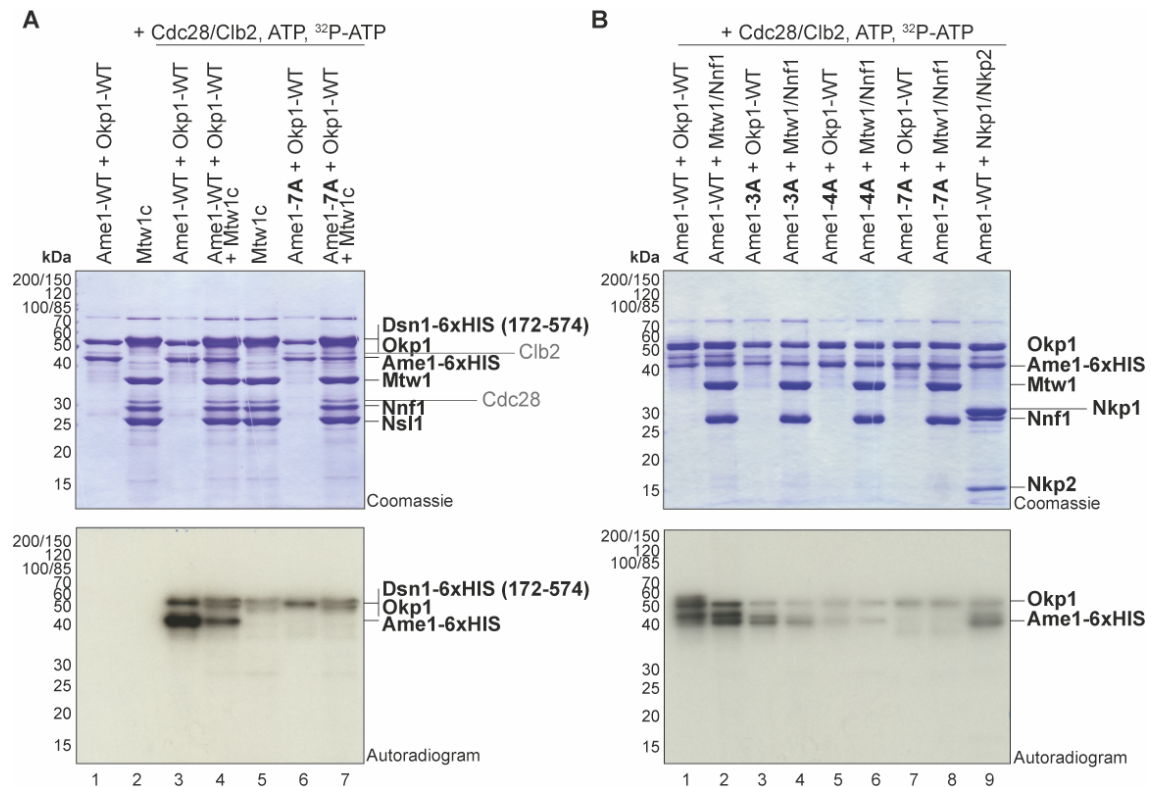 A
+ Cdc28/Clb2, ATP, 32P-ATP
Ame1-WT + Okp1-WT
Mtw1c
Ame1-WT + Okp1-WT
Ame1-WT + Okp1-WT
+ Mtw1c
Mtw1c
Ame1-7A + Okp1-WT
Ame1-7A + Okp1-WT
+ Mtw1c
kDa
200/150
120
100/85
70
60
50
40
30
25
20
15
Dsn1-6xHIS (172-574)
Okp1
Clb2
Ame1-6xHIS
Mtw1
Cdc28
Nnf1
Nsl1
Coomassie
200/150
120
100/85
70
60
50
40
30
25
20
15
Dsn1-6xHIS (172-574)
Okp1
Ame1-6xHIS
Autoradiogram
1 2 3 4 5 6 7
B
+ Cdc28/Clb2, ATP, 32P-ATP
Ame1-WT + Okp1-WT
Ame1-WT + Mtw1/Nnf1
Ame1-3A + Okp1-WT
Ame1-3A + Mtw1/Nnf1
Ame1-4A + Okp1-WT
Ame1-4A + Mtw1/Nnf1
Ame1-7A + Okp1-WT
Ame1-7A + Mtw1/Nnf1
Ame1-WT + Nkp1/Nkp2
kDa
200/150
120
100/85
70
60
50
40
30
25
20
15
Okp1
Ame1-6xHIS
Mtw1
Nkp1
Nnf1
Nkp2
Coomassie
200/150
120
100/85
70
60
50
40
30
25
20
15
Okp1
Ame1-6xHIS
Autoradiogram
1 2 3 4 5 6 7 8 9